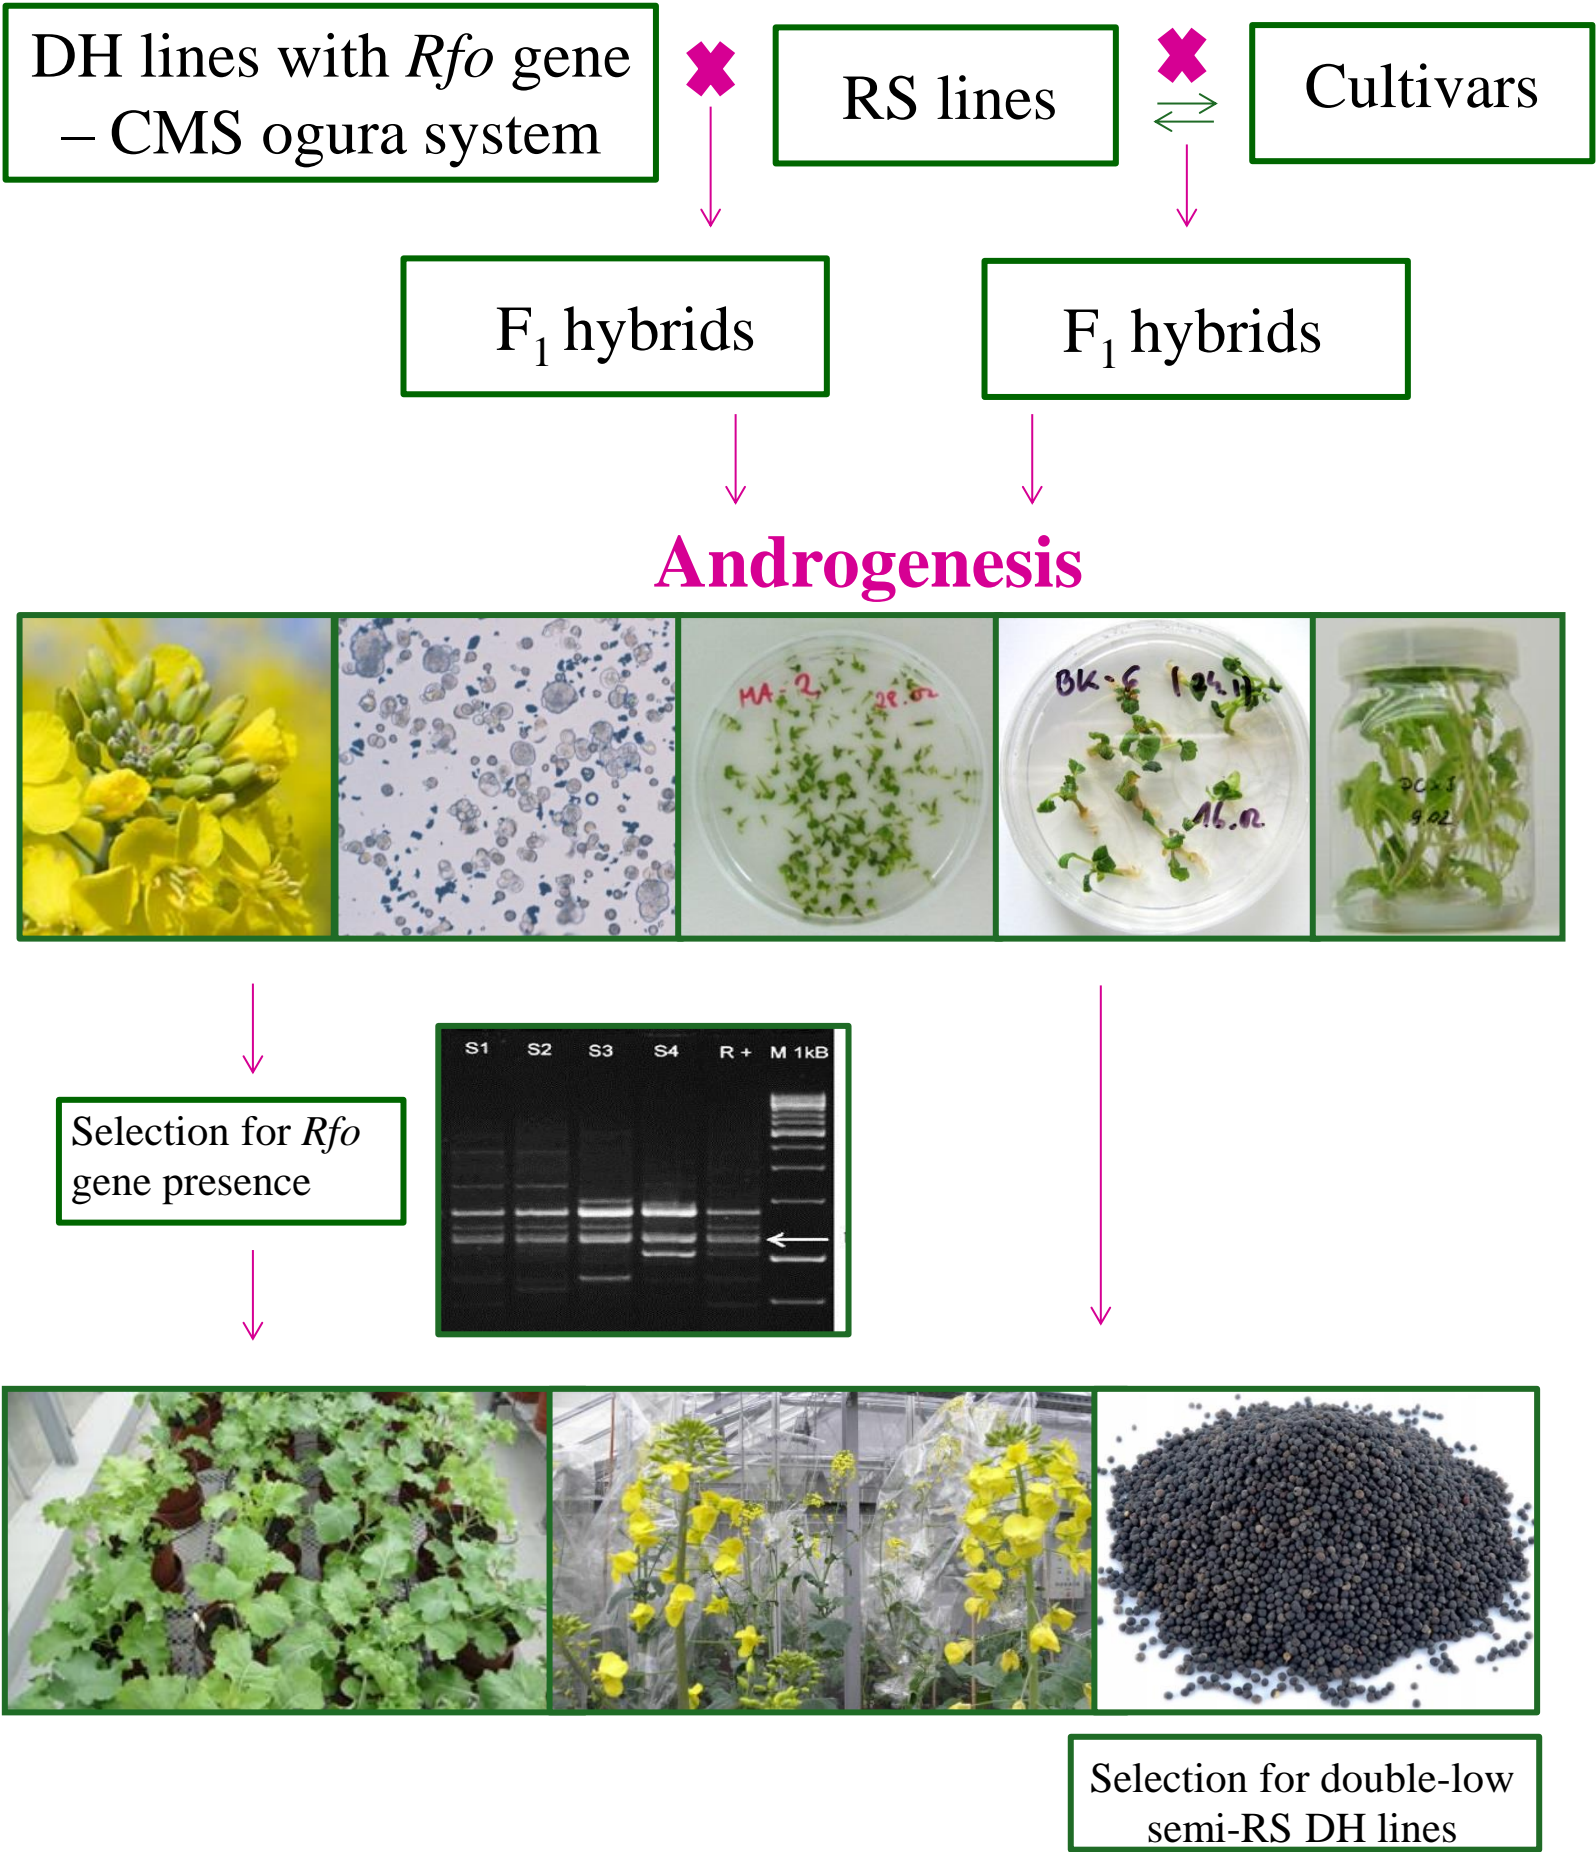 DH lines with Rfo gene
– CMS ogura system
RS lines
Cultivars
F1 hybrids
F1 hybrids
Androgenesis
MA-2
28.02
BK-6
16.02
9.02
S1 S2 S3 S4 R + M 1kB
Selection for Rfo
gene presence
Selection for double-low
semi-RS DH lines